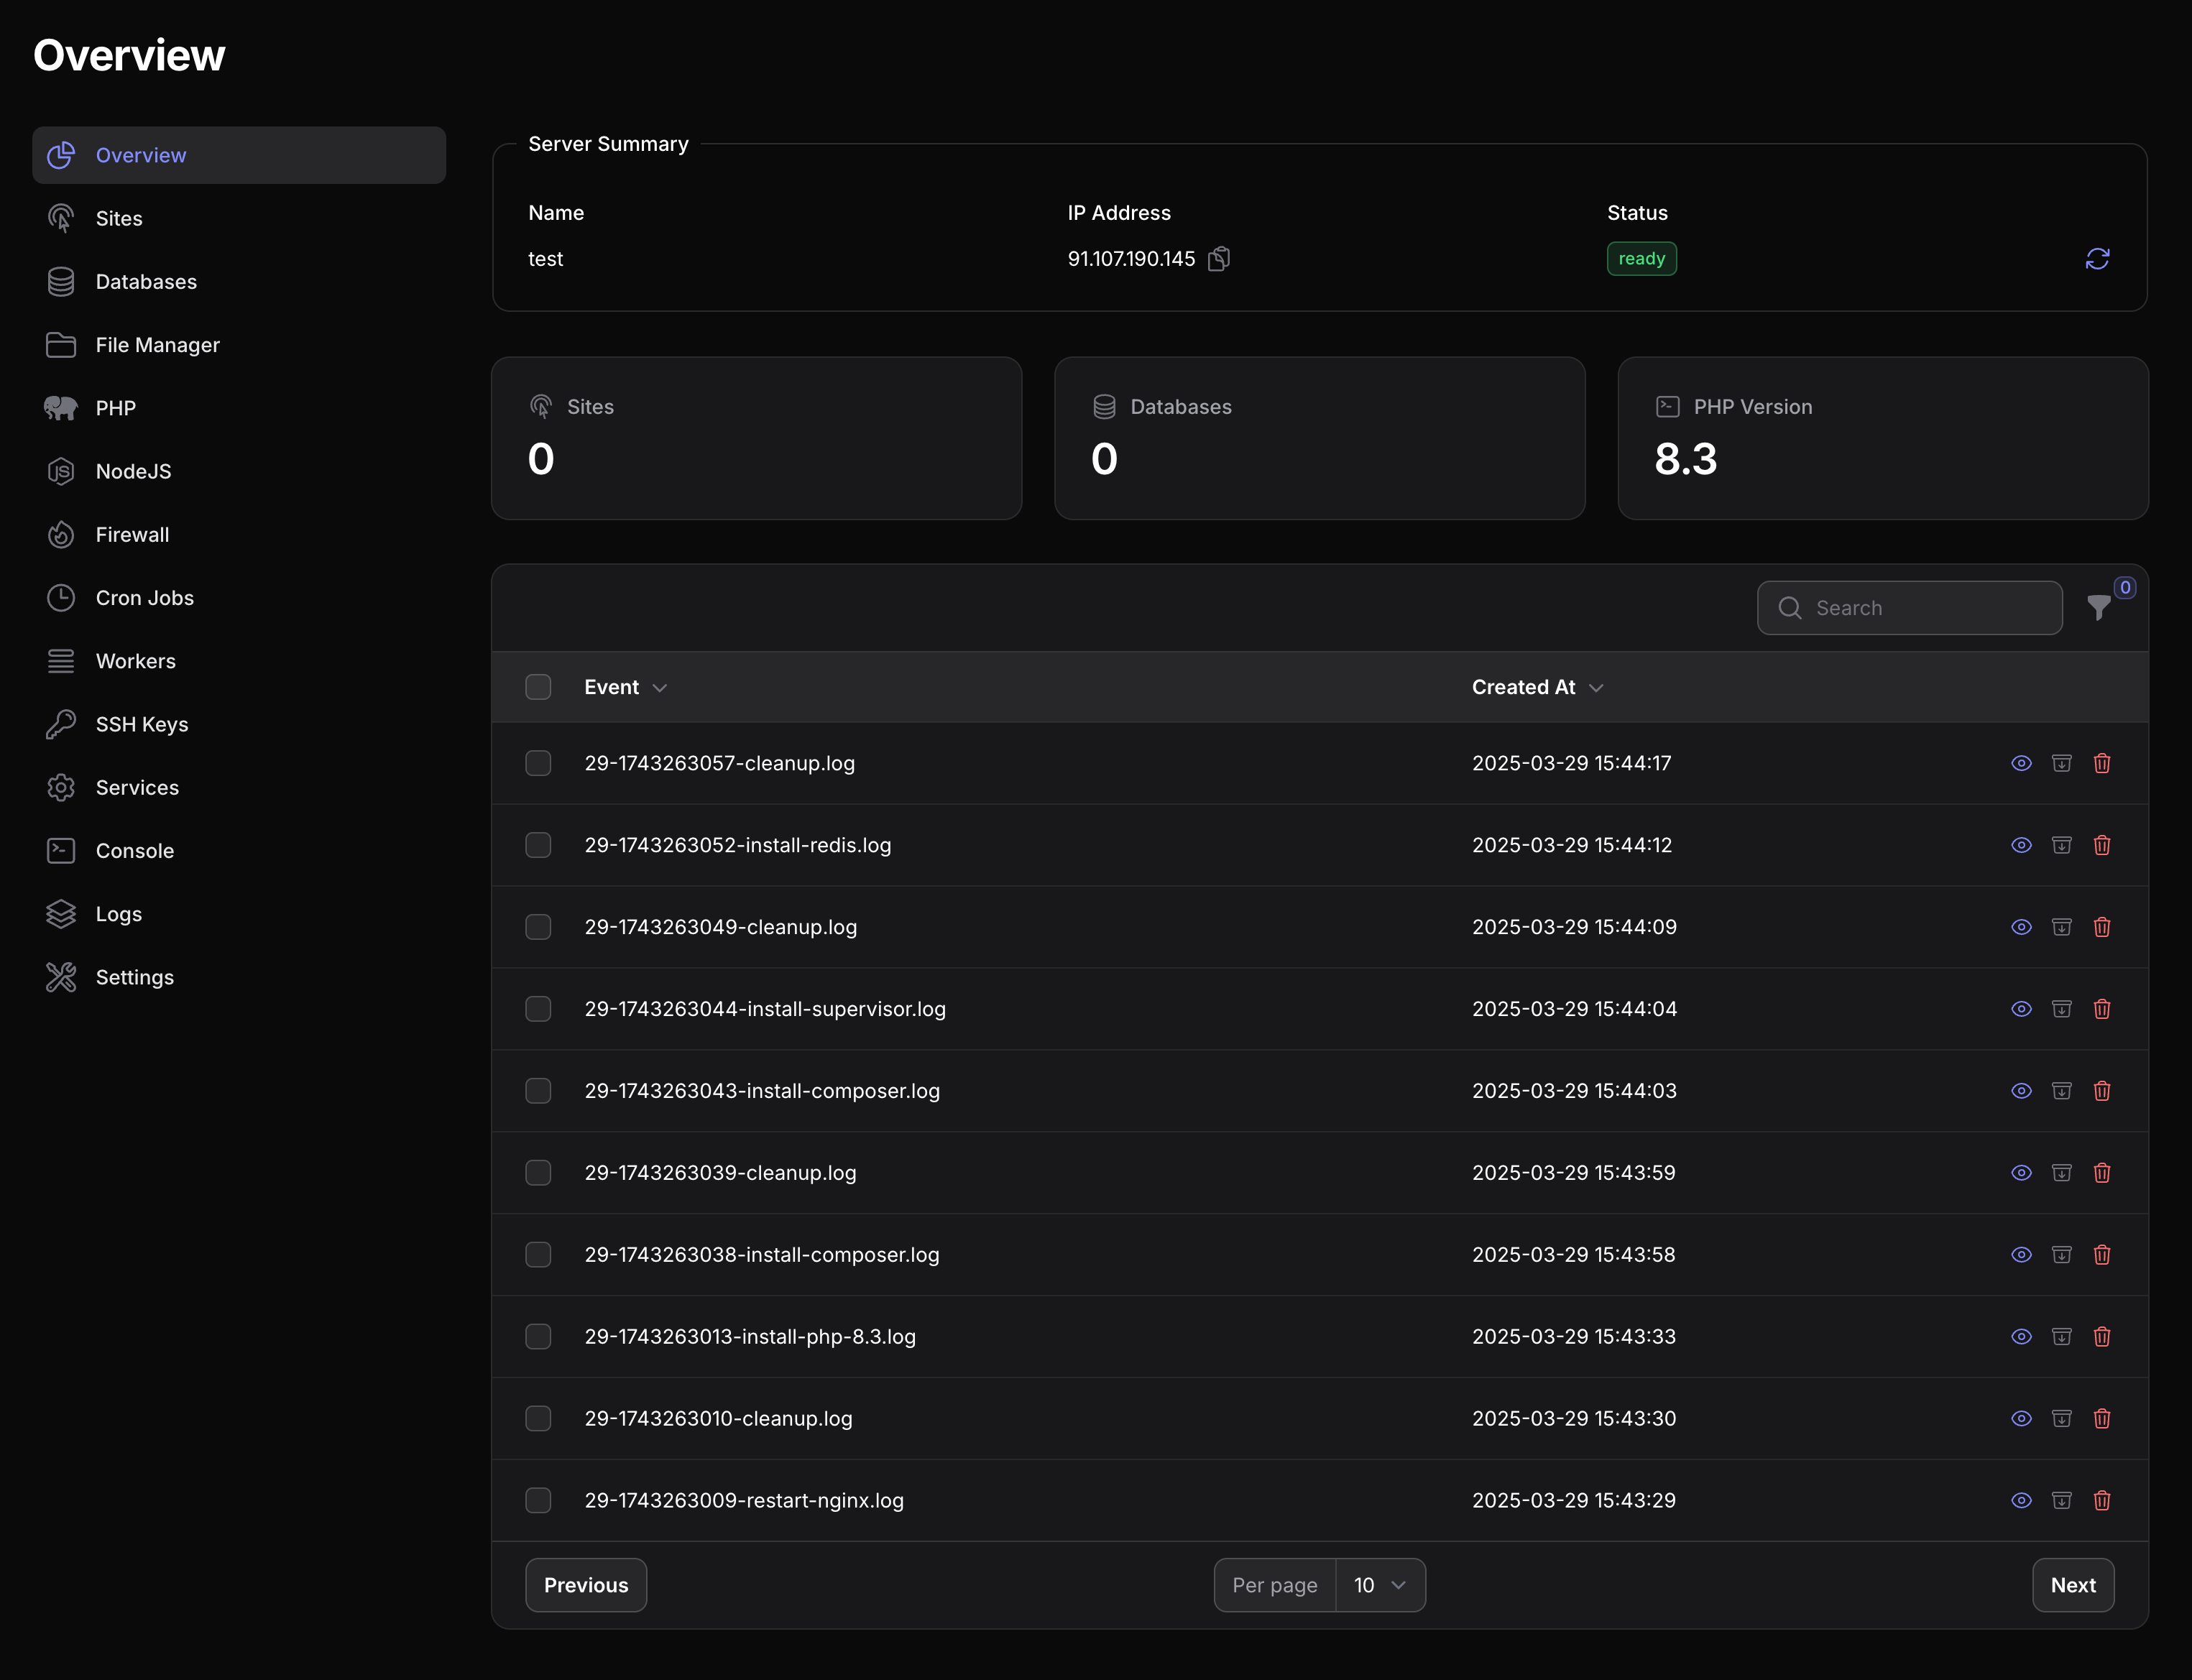 Overview
Overview
Sites
Databases
File Manager
PHP
NodeJS
Firewall
Cron Jobs
Workers
SSH Keys
Services
Console
Logs
Settings
Server Summary
Name IP Address Status
test 91.107.190.145 ready
Sites
0
Databases
0
PHP Version
8.3
Search 0
Event Created At
29-1743263057-cleanup.log 2025-03-29 15:44:17
29-1743263052-install-redis.log 2025-03-29 15:44:12
29-1743263049-cleanup.log 2025-03-29 15:44:09
29-1743263044-install-supervisor.log 2025-03-29 15:44:04
29-1743263043-install-composer.log 2025-03-29 15:44:03
29-1743263039-cleanup.log 2025-03-29 15:43:59
29-1743263038-install-composer.log 2025-03-29 15:43:58
29-1743263013-install-php-8.3.log 2025-03-29 15:43:33
29-1743263010-cleanup.log 2025-03-29 15:43:30
29-1743263009-restart-nginx.log 2025-03-29 15:43:29
Previous Per page 10 Next